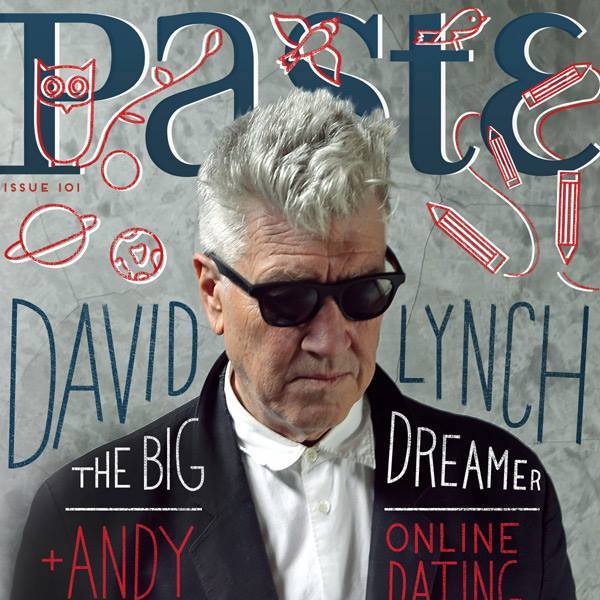 Paste
ISSUE 101
DAVID LYNCH
THE BIG DREAMER
+ANDY ONLINE
DATING